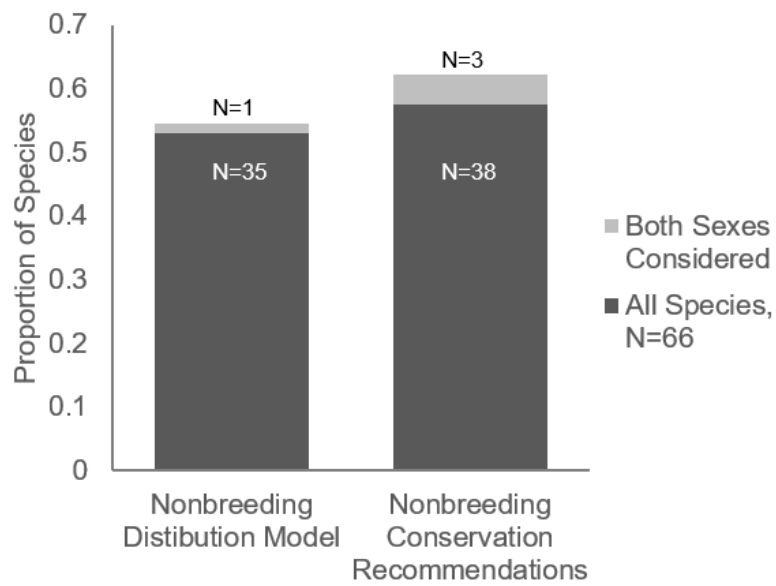 0.7
0.6
0.5
0.4
0.3
0.2
0.1
0
Proportion of Species
N=1
N=35
N=3
N=38
Nonbreeding
Distibution Model
Nonbreeding
Conservation
Recommendations
Both Sexes
Considered
All Species,
N=66